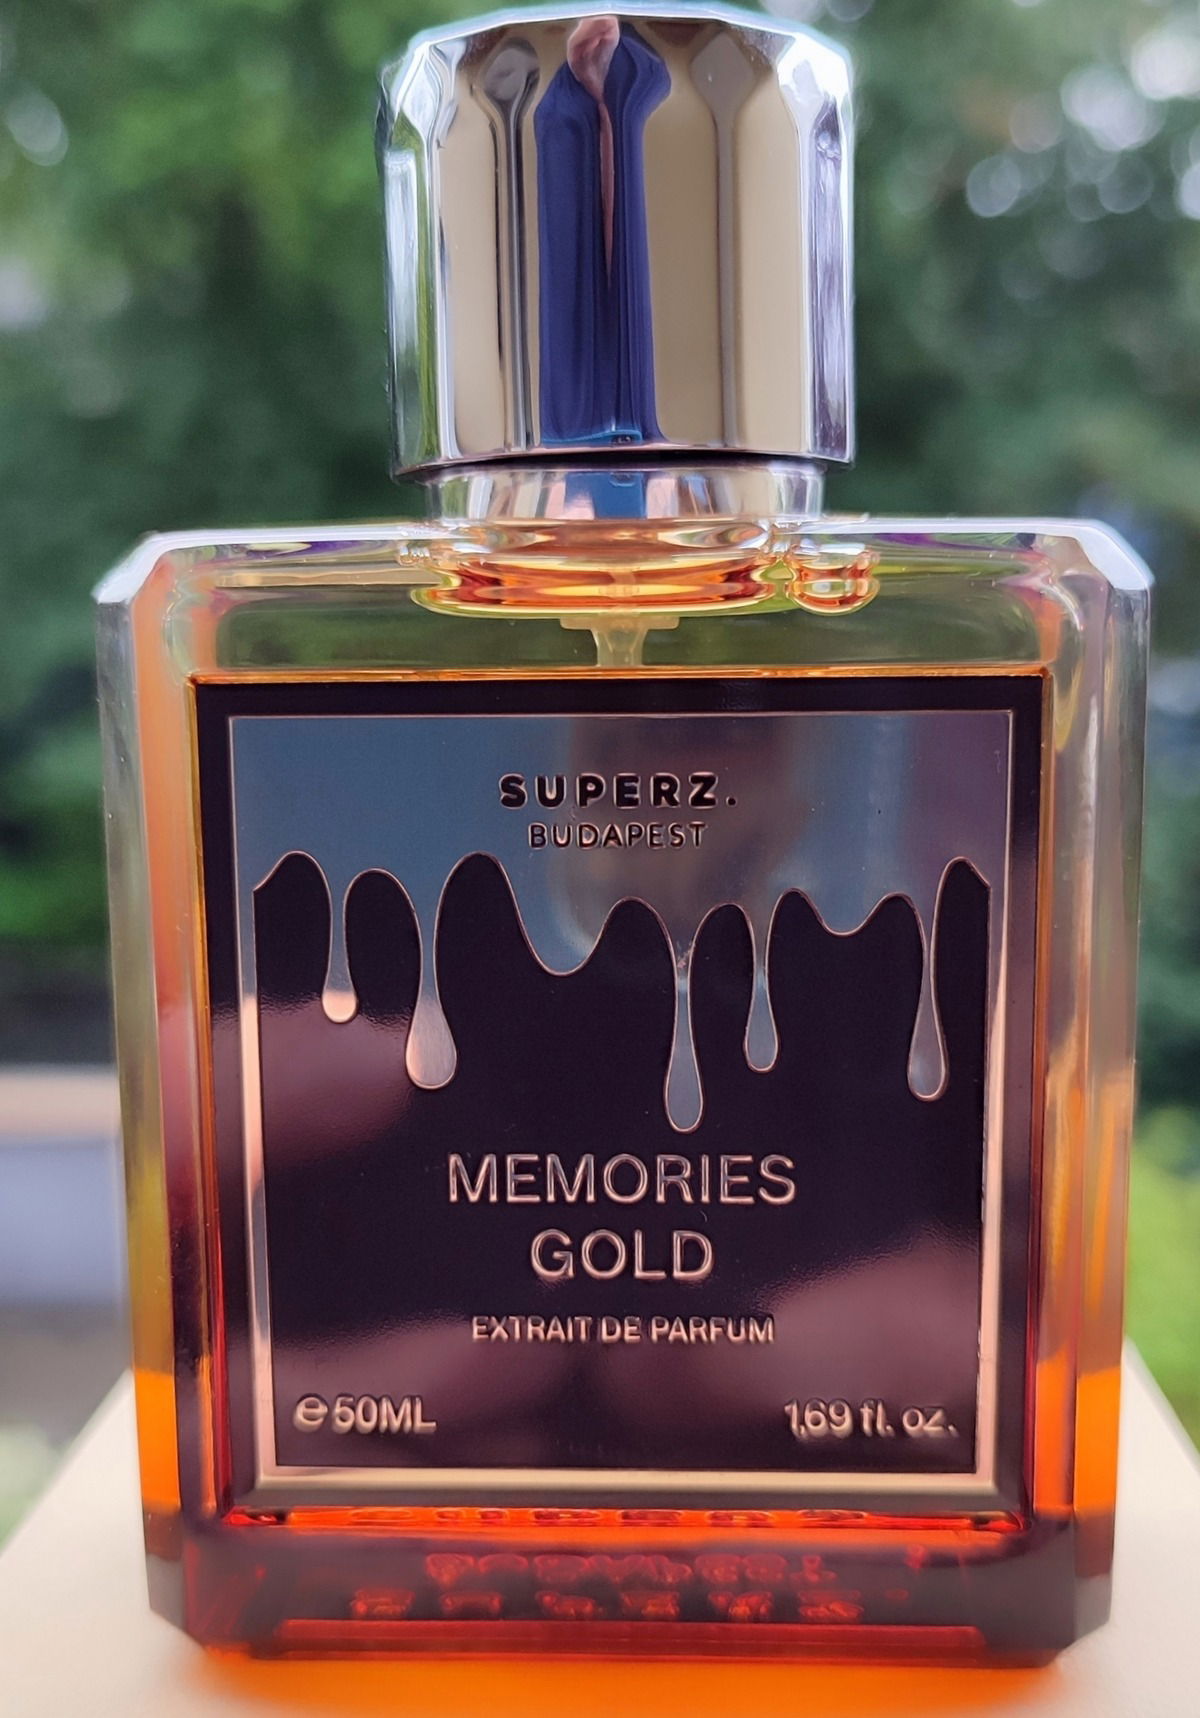 SUPERZ.
BUDAPEST
MEMORIES
GOLD
EXTRAIT DE PARFUM
℮ 50ML
1.69 fl. oz.